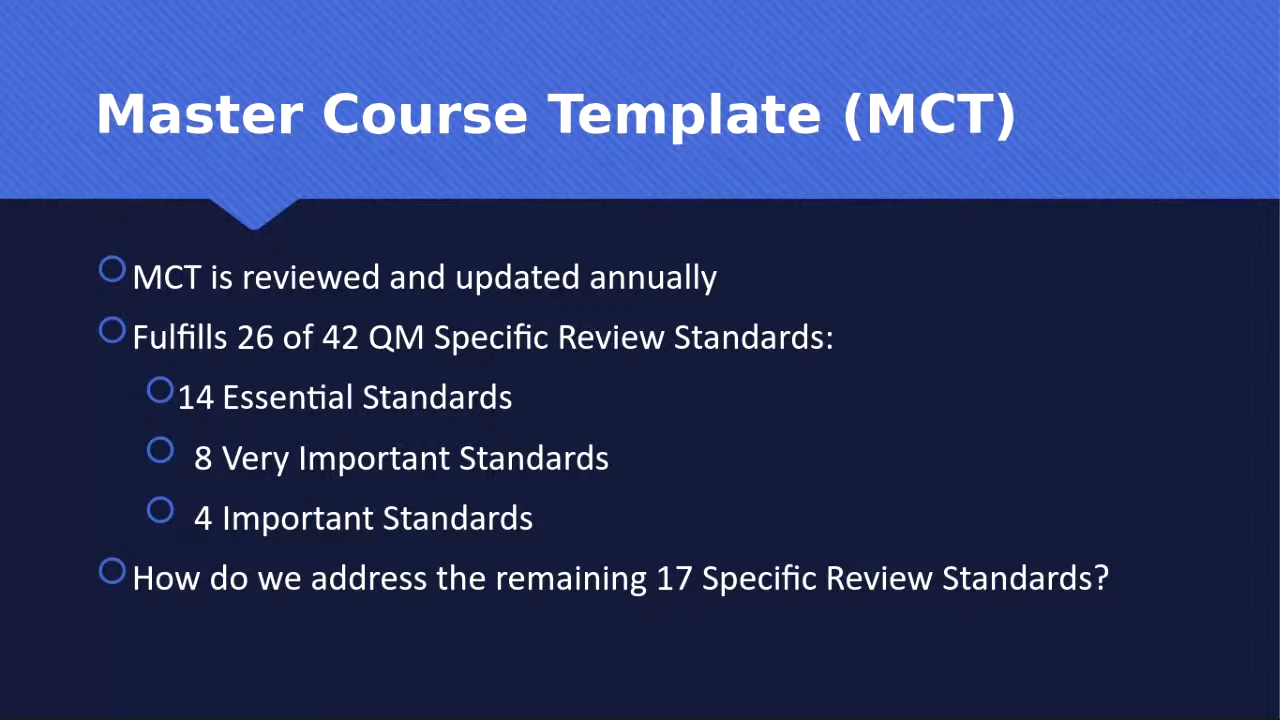 Master Course Template (MCT)
MCT is reviewed and updated annually
Fulfills 26 of 42 QM Specific Review Standards:
14 Essential Standards
8 Very Important Standards
4 Important Standards
How do we address the remaining 17 Specific Review Standards?